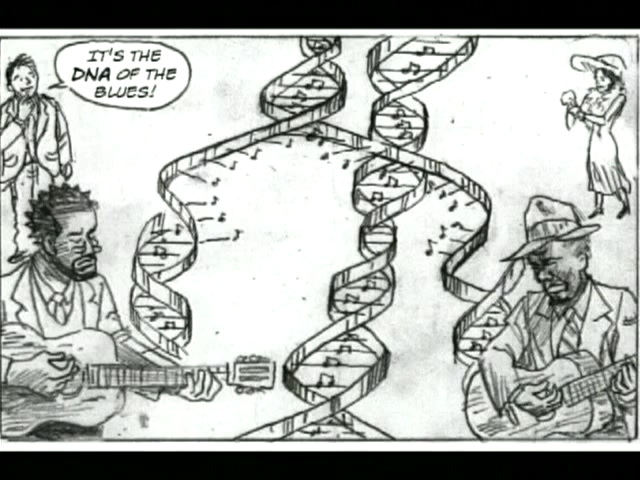 IT'S THE
DNA OF THE
BLUES!